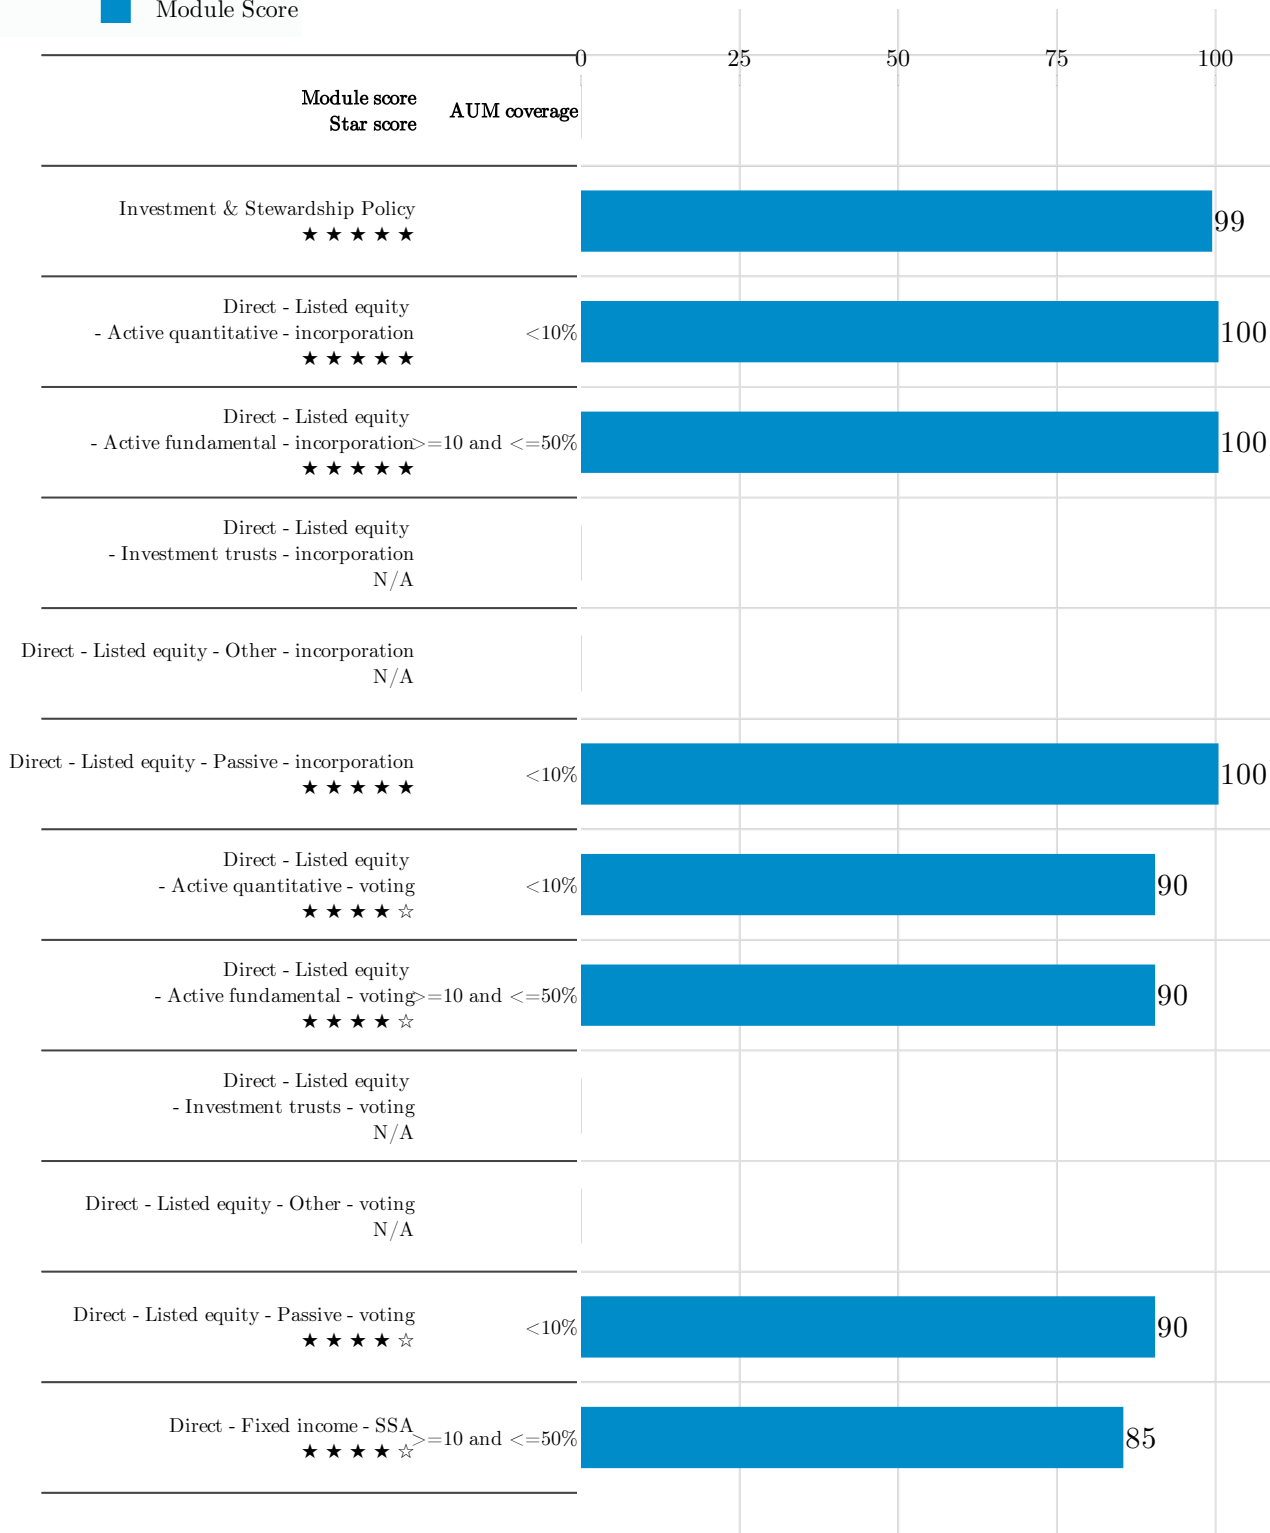 Module Score
0 25 50 75 100
Module score
Star score
AUM coverage
Investment & Stewardship Policy
★ ★ ★ ★ ★
99
Direct - Listed equity
- Active quantitative - incorporation
★ ★ ★ ★ ★
<10%
100
Direct - Listed equity
- Active fundamental - incorporation
★ ★ ★ ★ ★
>=10 and <=50%
100
Direct - Listed equity
- Investment trusts - incorporation
N/A
Direct - Listed equity - Other - incorporation
N/A
Direct - Listed equity - Passive - incorporation
★ ★ ★ ★ ★
<10%
100
Direct - Listed equity
- Active quantitative - voting
★ ★ ★ ★ ☆
<10%
90
Direct - Listed equity
- Active fundamental - voting
★ ★ ★ ★ ☆
>=10 and <=50%
90
Direct - Listed equity
- Investment trusts - voting
N/A
Direct - Listed equity - Other - voting
N/A
Direct - Listed equity - Passive - voting
★ ★ ★ ★ ☆
<10%
90
Direct - Fixed income - SSA
★ ★ ★ ★ ☆
>=10 and <=50%
85